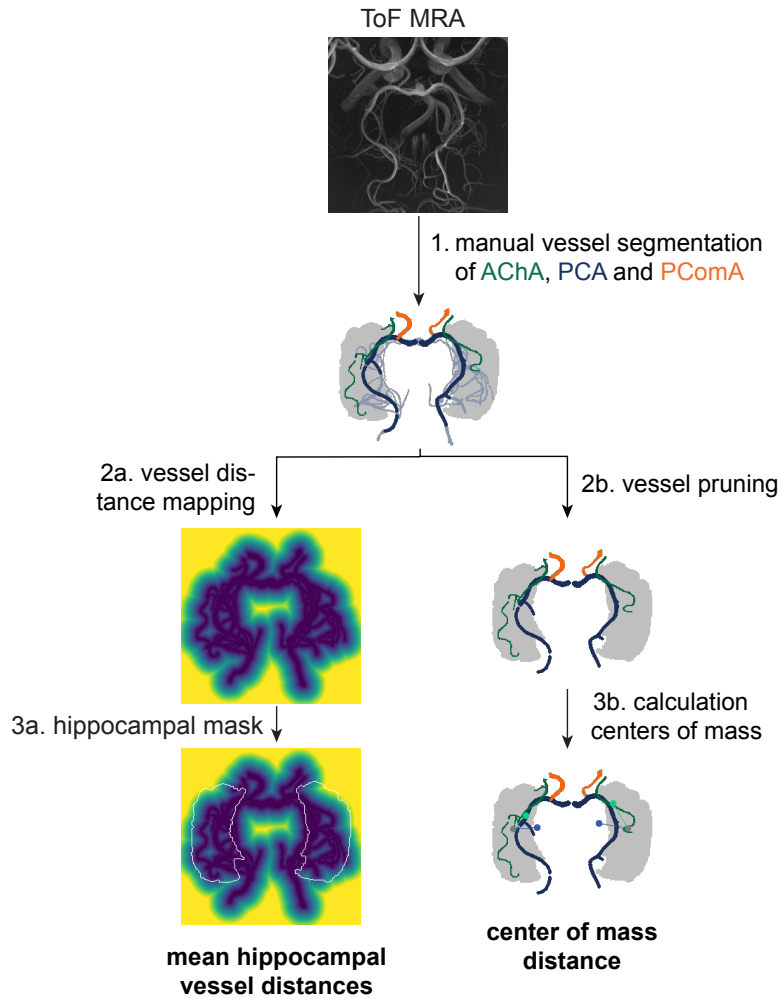 ToF MRA
1. manual vessel segmentation
of AChA, PCA and PComA
2a. vessel dis-
tance mapping
2b. vessel pruning
3a. hippocampal mask
3b. calculation
centers of mass
mean hippocampal
vessel distances
center of mass
distance